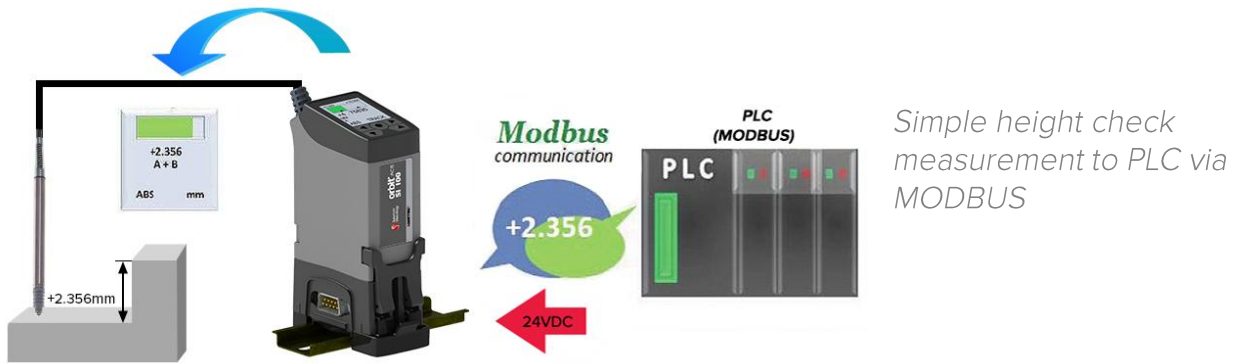 +2.356
A + B
ABS mm
+2.356mm
orbit
SI 100
Modbus
communication
+2.356
24VDC
PLC
(MODBUS)
PLC
Simple height check
measurement to PLC via
MODBUS